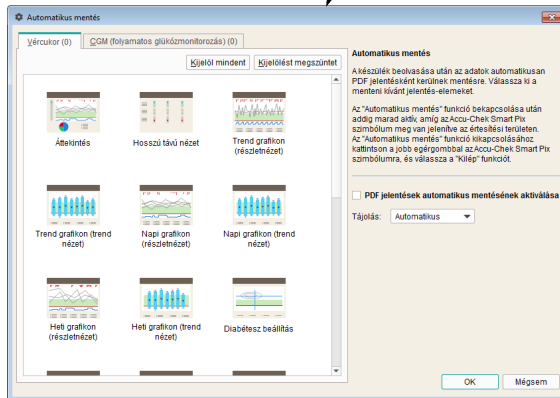 Automatikus mentés
Vércukor (0)
CGM (folyamatos glükózmonitorozás) (0)
Kijelöl mindent
Kijelölést megszüntet
Áttekintés
Hosszú távú nézet
Trend grafikon
(részletnézet)
Trend grafikon (trend
nézet)
Napi grafikon
(részletnézet)
Napi grafikon (trend
nézet)
Heti grafikon
(részletnézet)
Heti grafikon (trend
nézet)
Diabétesz beállítás
Automatikus mentés
A készülék beolvasása után az adatok automatikusan
PDF jelentésként kerülnek mentésre. Válassza ki a
menteni kívánt jelentés-elemeket.
Az "Automatikus mentés" funkció bekapcsolása után
addig marad aktív, amíg az Accu-Chek Smart Pix
szimbólum meg van jelenítve az értesítési területen.
Az "Automatikus mentés" funkció kikapcsolásához
kattintson a jobb egérgombbal az Accu-Chek Smart Pix
szimbólumra, és válassza a "Kilép" funkciót.
PDF jelentések automatikus mentésének aktiválása
Tájolás:
Automatikus
OK
Mégsem